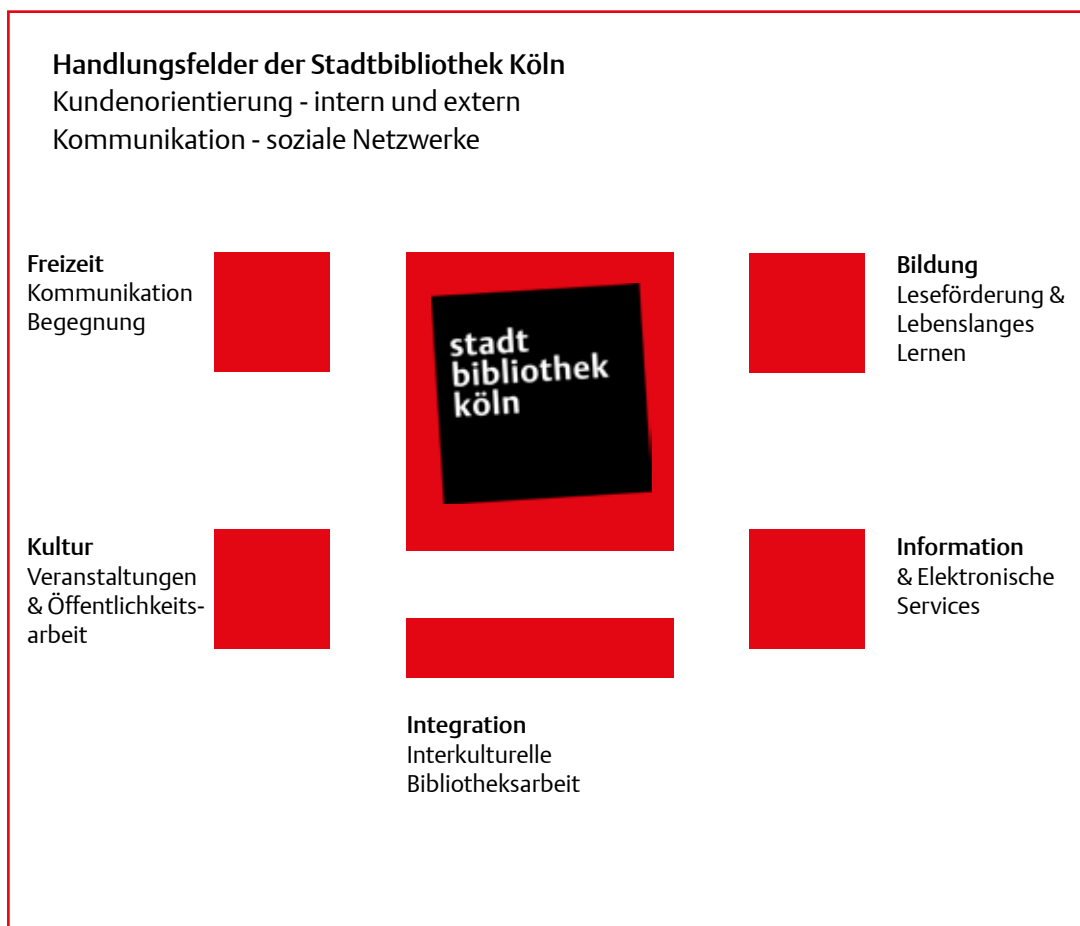 Handlungsfelder der Stadtbibliothek Köln
Kundenorientierung - intern und extern
Kommunikation - soziale Netzwerke
Freizeit
Kommunikation
Begegnung
stadt
bibliothek
köln
Bildung
Leseförderung &
Lebenslanges
Lernen
Kultur
Veranstaltungen
& Öffentlichkeits-
arbeit
Information
& Elektronische
Services
Integration
Interkulturelle
Bibliotheksarbeit